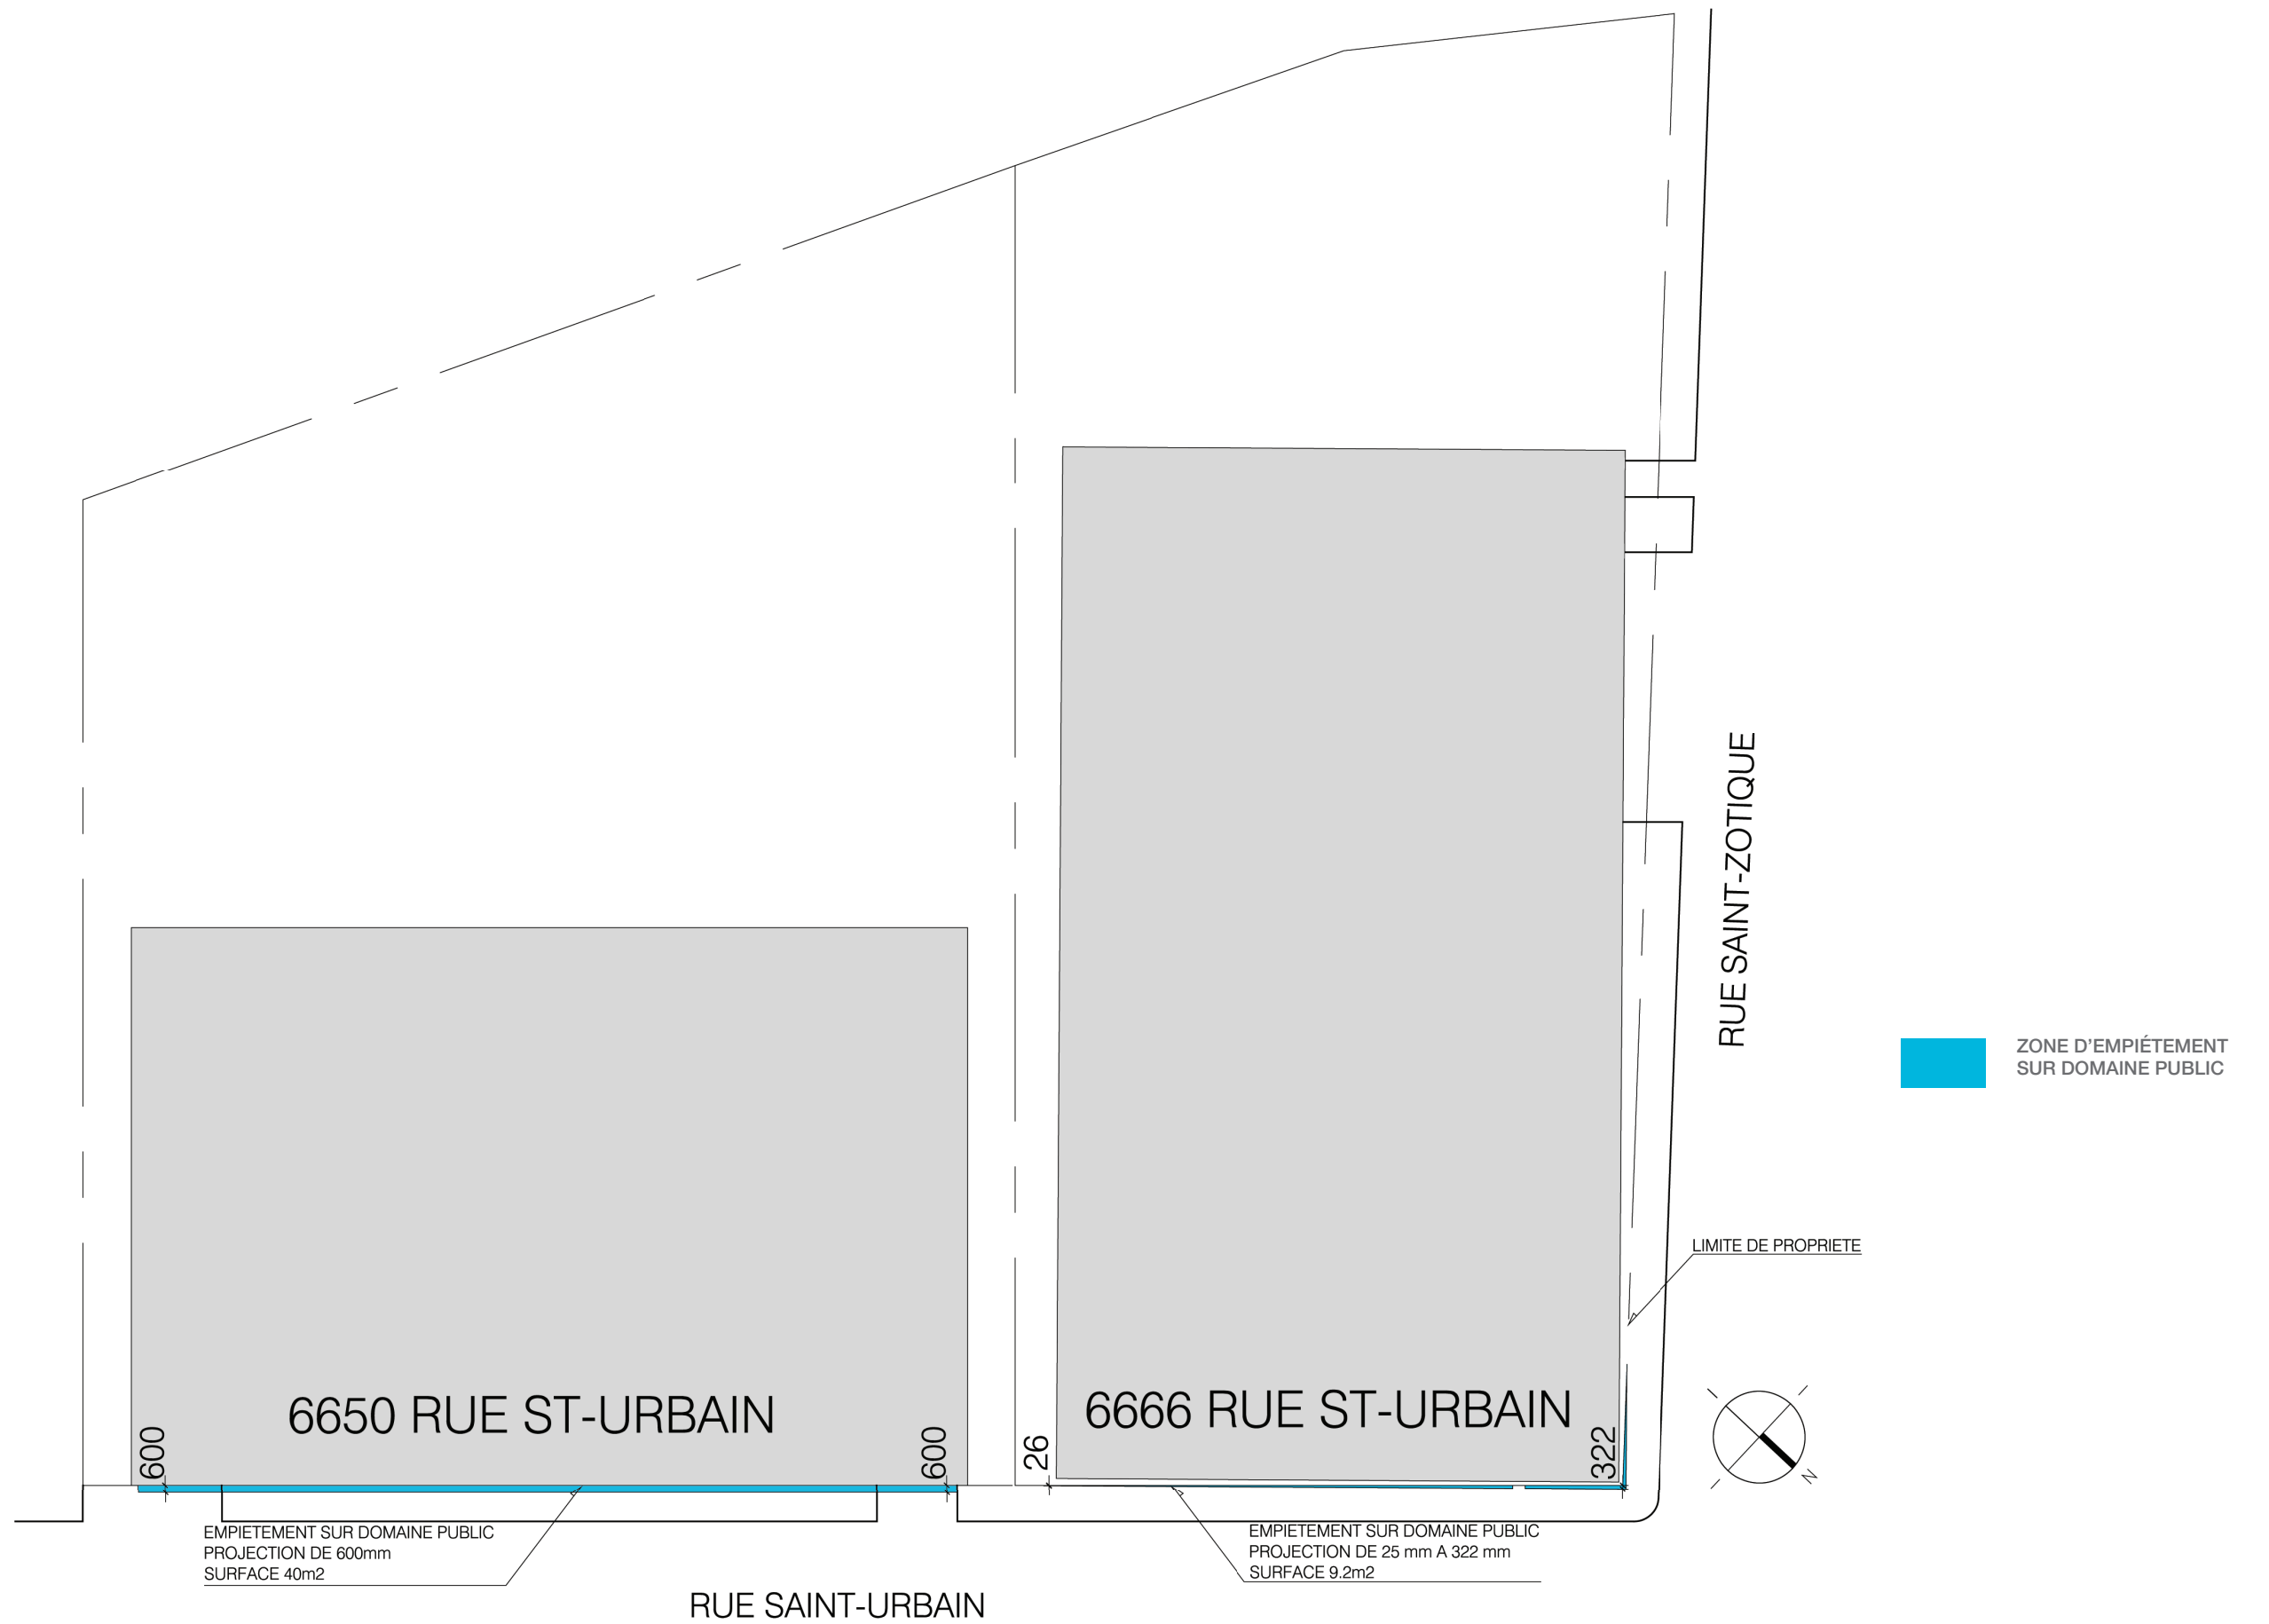 RUE SAINT-ZOTIQUE
ZONE D’EMPIÉTEMENT
SUR DOMAINE PUBLIC
LIMITE DE PROPRIETE
6650 RUE ST-URBAIN
6666 RUE ST-URBAIN
600
600
26
322
N
EMPIETEMENT SUR DOMAINE PUBLIC
PROJECTION DE 600mm
SURFACE 40m2
EMPIETEMENT SUR DOMAINE PUBLIC
PROJECTION DE 25 mm A 322 mm
SURFACE 9.2m2
RUE SAINT-URBAIN